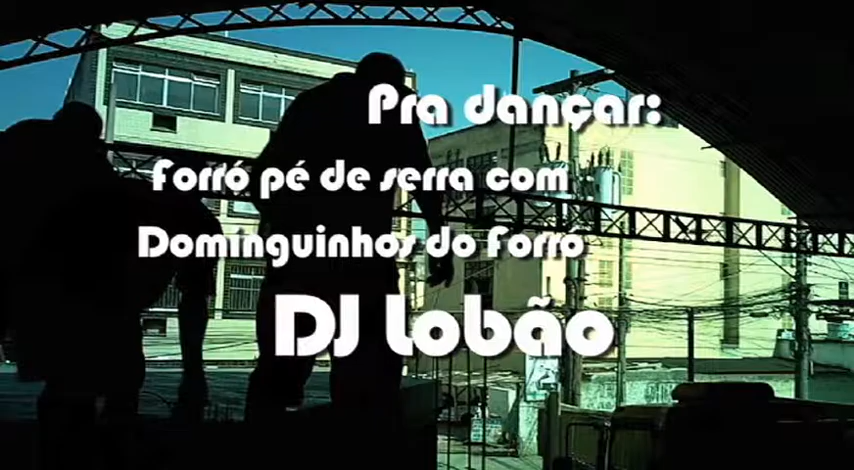 Pra dançar:
Forró pé de serra com
Dominguinhos do Forró
DJ Lobão